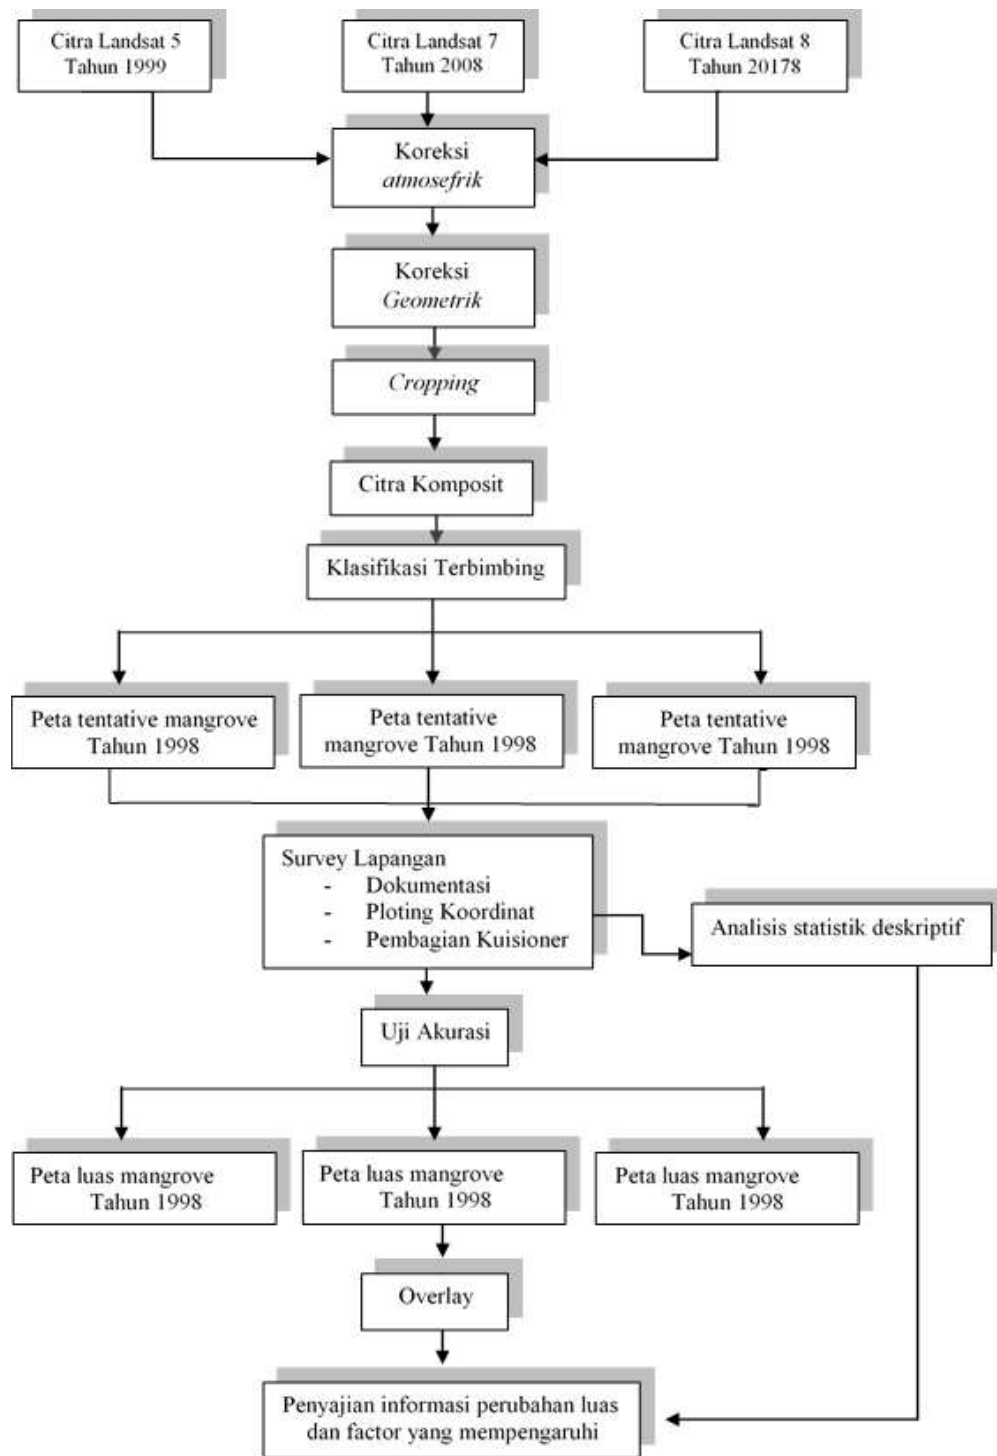 Citra Landsat 5
Tahun 1999
Citra Landsat 7
Tahun 2008
Citra Landsat 8
Tahun 20178
Koreksi
atmosefrik
Koreksi
Geometrik
Cropping
Citra Komposit
Klasifikasi Terbimbing
Peta tentative mangrove
Tahun 1998
Peta tentative
mangrove Tahun 1998
Peta tentative
mangrove Tahun 1998
Survey Lapangan
- Dokumentasi
- Ploting Koordinat
- Pembagian Kuisioner
Analisis statistik deskriptif
Uji Akurasi
Peta luas mangrove
Tahun 1998
Peta luas mangrove
Tahun 1998
Peta luas mangrove
Tahun 1998
Overlay
Penyajian informasi perubahan luas
dan factor yang mempengaruhi